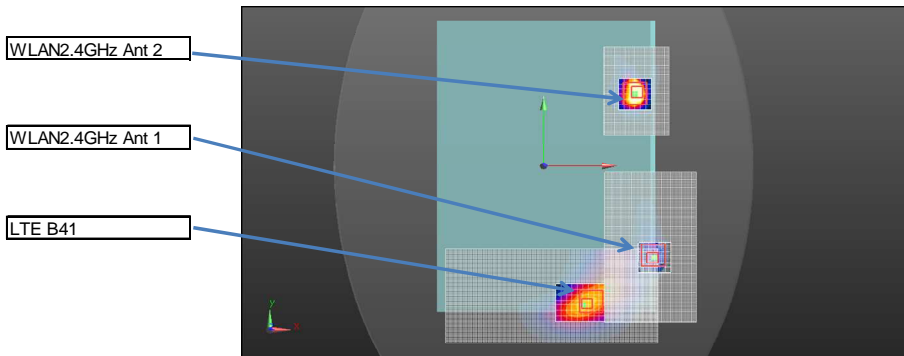 WLAN2.4GHz Ant 2
WLAN2.4GHz Ant 1
LTE B41
y
x